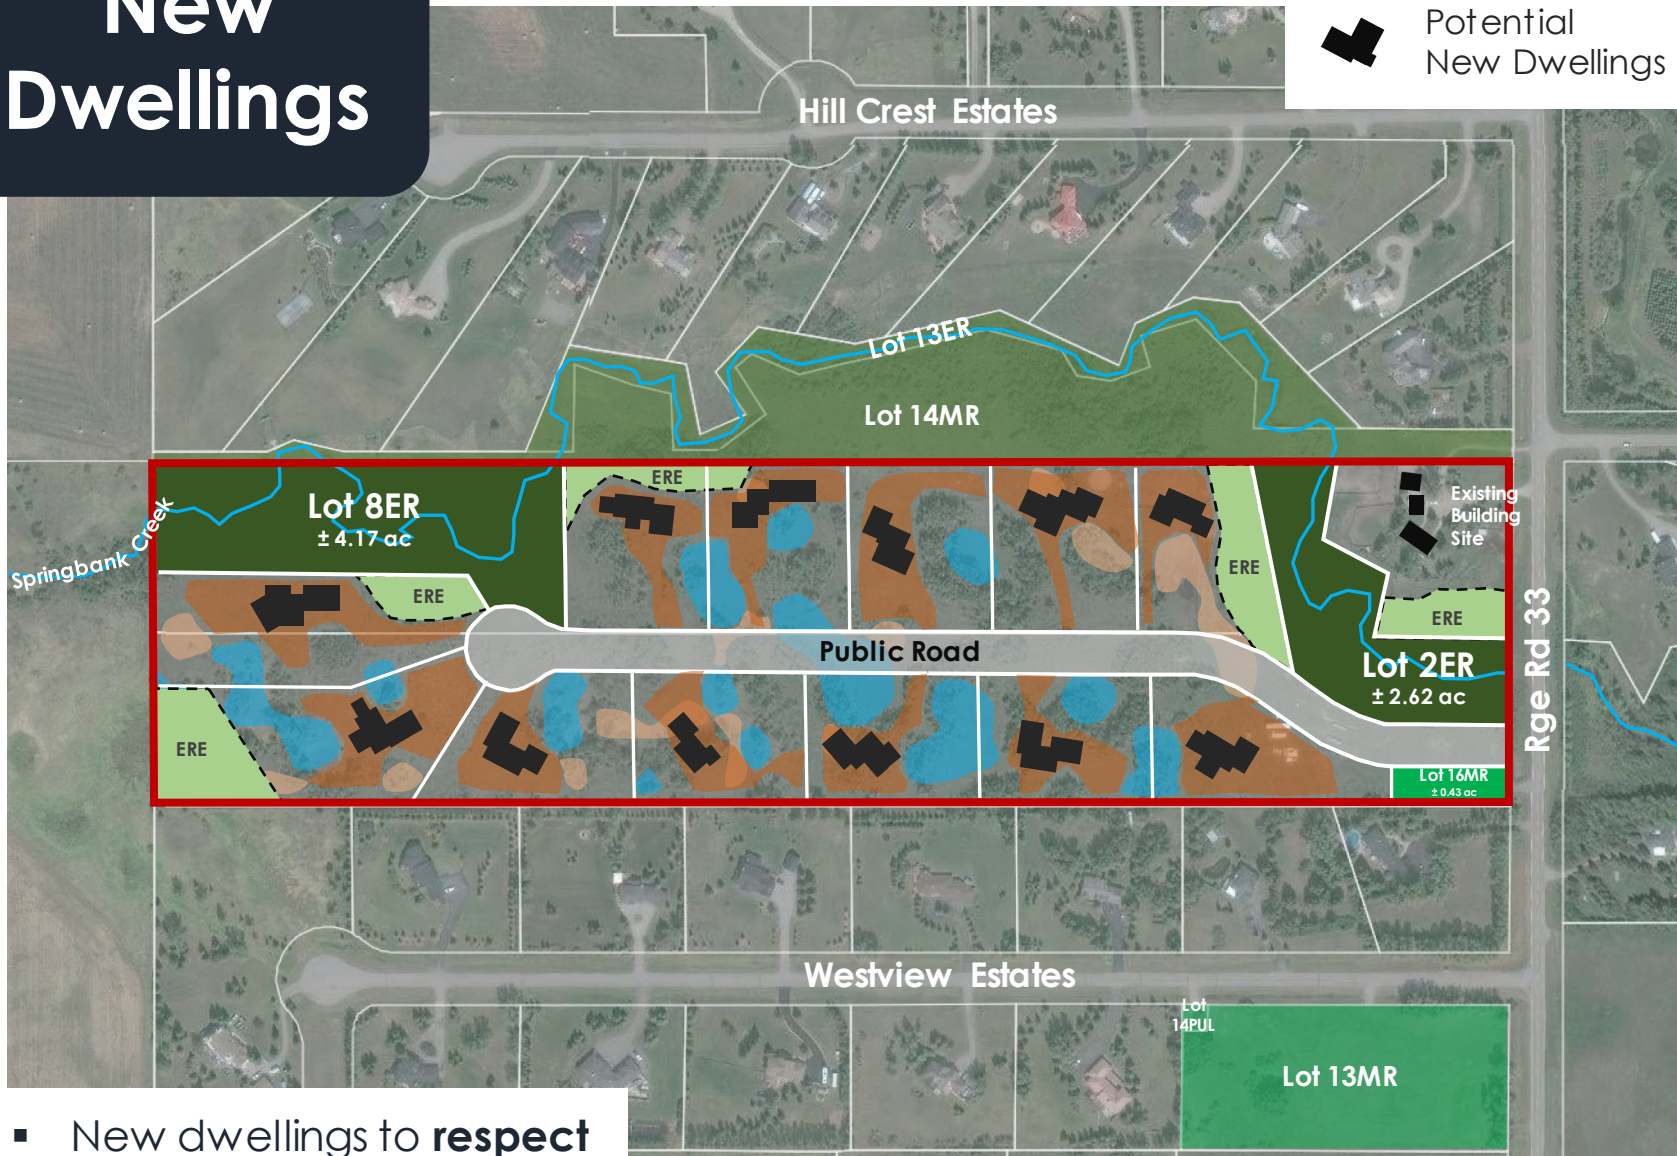 New
Dwellings
Potential
New Dwellings
Hill Crest Estates
Lot 13ER
Lot 14MR
Springbank Creek
Lot 8ER
± 4.17 ac
ERE
ERE
ERE
ERE
ERE
Existing
Building
Site
Public Road
Lot 2ER
± 2.62 ac
Rge Rd 33
Lot 16MR
± 0.43 ac
Westview Estates
Lot
14PUL
Lot 13MR
▪ New dwellings to respect